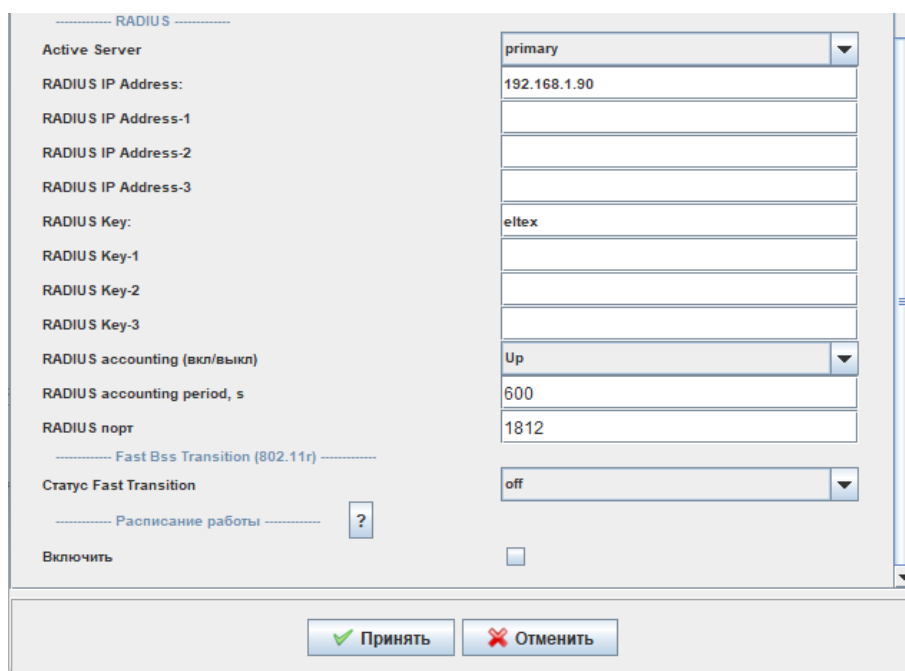 ------------- RADIUS -------------
Active Server primary
RADIUS IP Address: 192.168.1.90
RADIUS IP Address-1
RADIUS IP Address-2
RADIUS IP Address-3
RADIUS Key: eltex
RADIUS Key-1
RADIUS Key-2
RADIUS Key-3
RADIUS accounting (вкл/выкл) Up
RADIUS accounting period, s 600
RADIUS порт 1812
------------- Fast Bss Transition (802.11r) -------------
Статус Fast Transition off
------------- Расписание работы ------------- ?
Включить
Принять Отменить